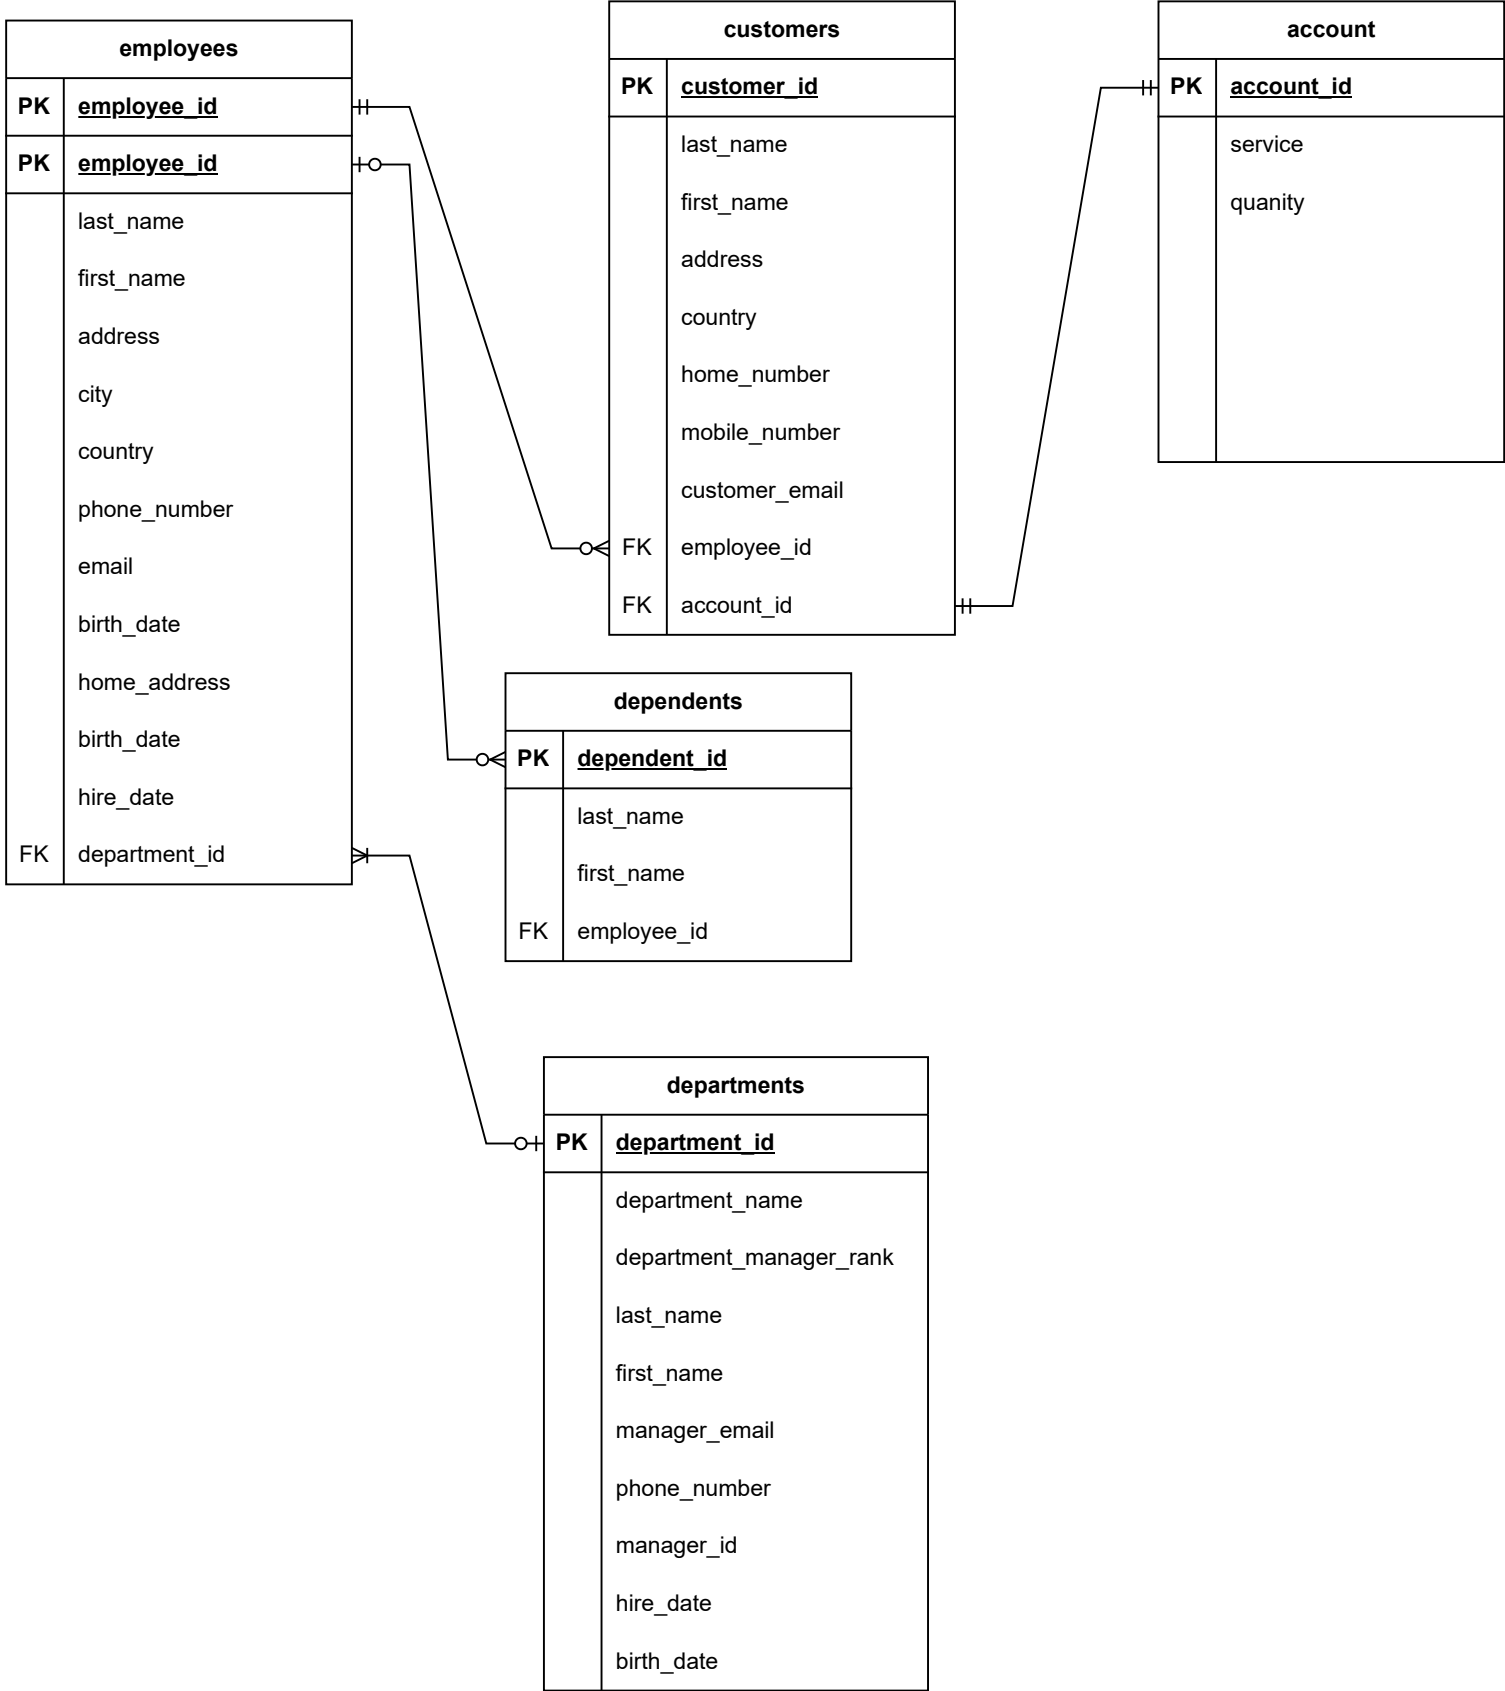 employees
PK employee_id
PK employee_id
last_name
first_name
address
city
country
phone_number
email
birth_date
home_address
birth_date
hire_date
FK department_id
customers
PK customer_id
last_name
first_name
address
country
home_number
mobile_number
customer_email
FK employee_id
FK account_id
account
PK account_id
service
quanity
dependents
PK dependent_id
last_name
first_name
FK employee_id
departments
PK department_id
department_name
department_manager_rank
last_name
first_name
manager_email
phone_number
manager_id
hire_date
birth_date